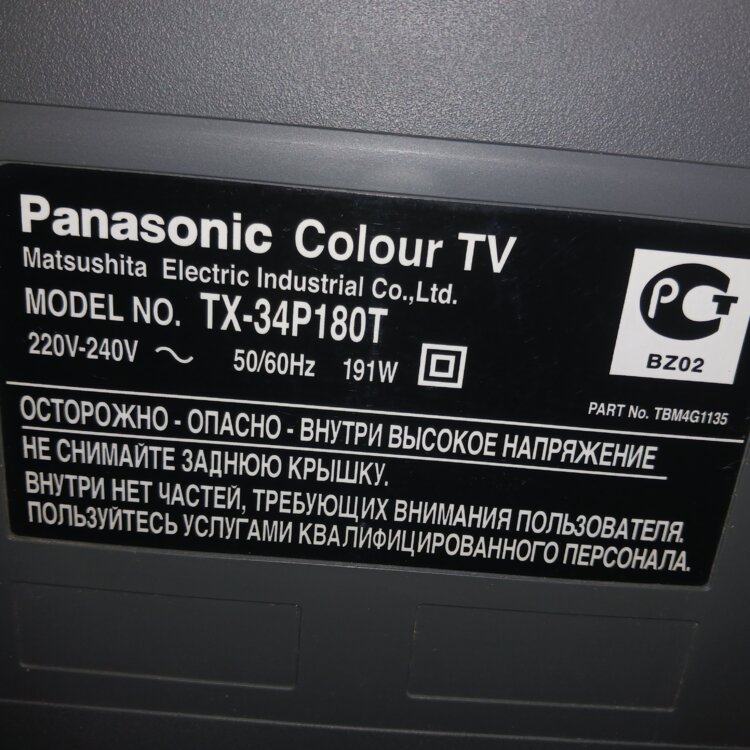 Panasonic Colour TV
Matsushita Electric Industrial Co.,Ltd.
MODEL NO. TX-34P180T
220V-240V ~ 50/60Hz 191W
РСТ
BZ02
PART No. TBM4G1135
ОСТОРОЖНО - ОПАСНО - ВНУТРИ ВЫСОКОЕ НАПРЯЖЕНИЕ
НЕ СНИМАЙТЕ ЗАДНЮЮ КРЫШКУ.
ВНУТРИ НЕТ ЧАСТЕЙ, ТРЕБУЮЩИХ ВНИМАНИЯ ПОЛЬЗОВАТЕЛЯ.
ПОЛЬЗУЙТЕСЬ УСЛУГАМИ КВАЛИФИЦИРОВАННОГО ПЕРСОНАЛА.